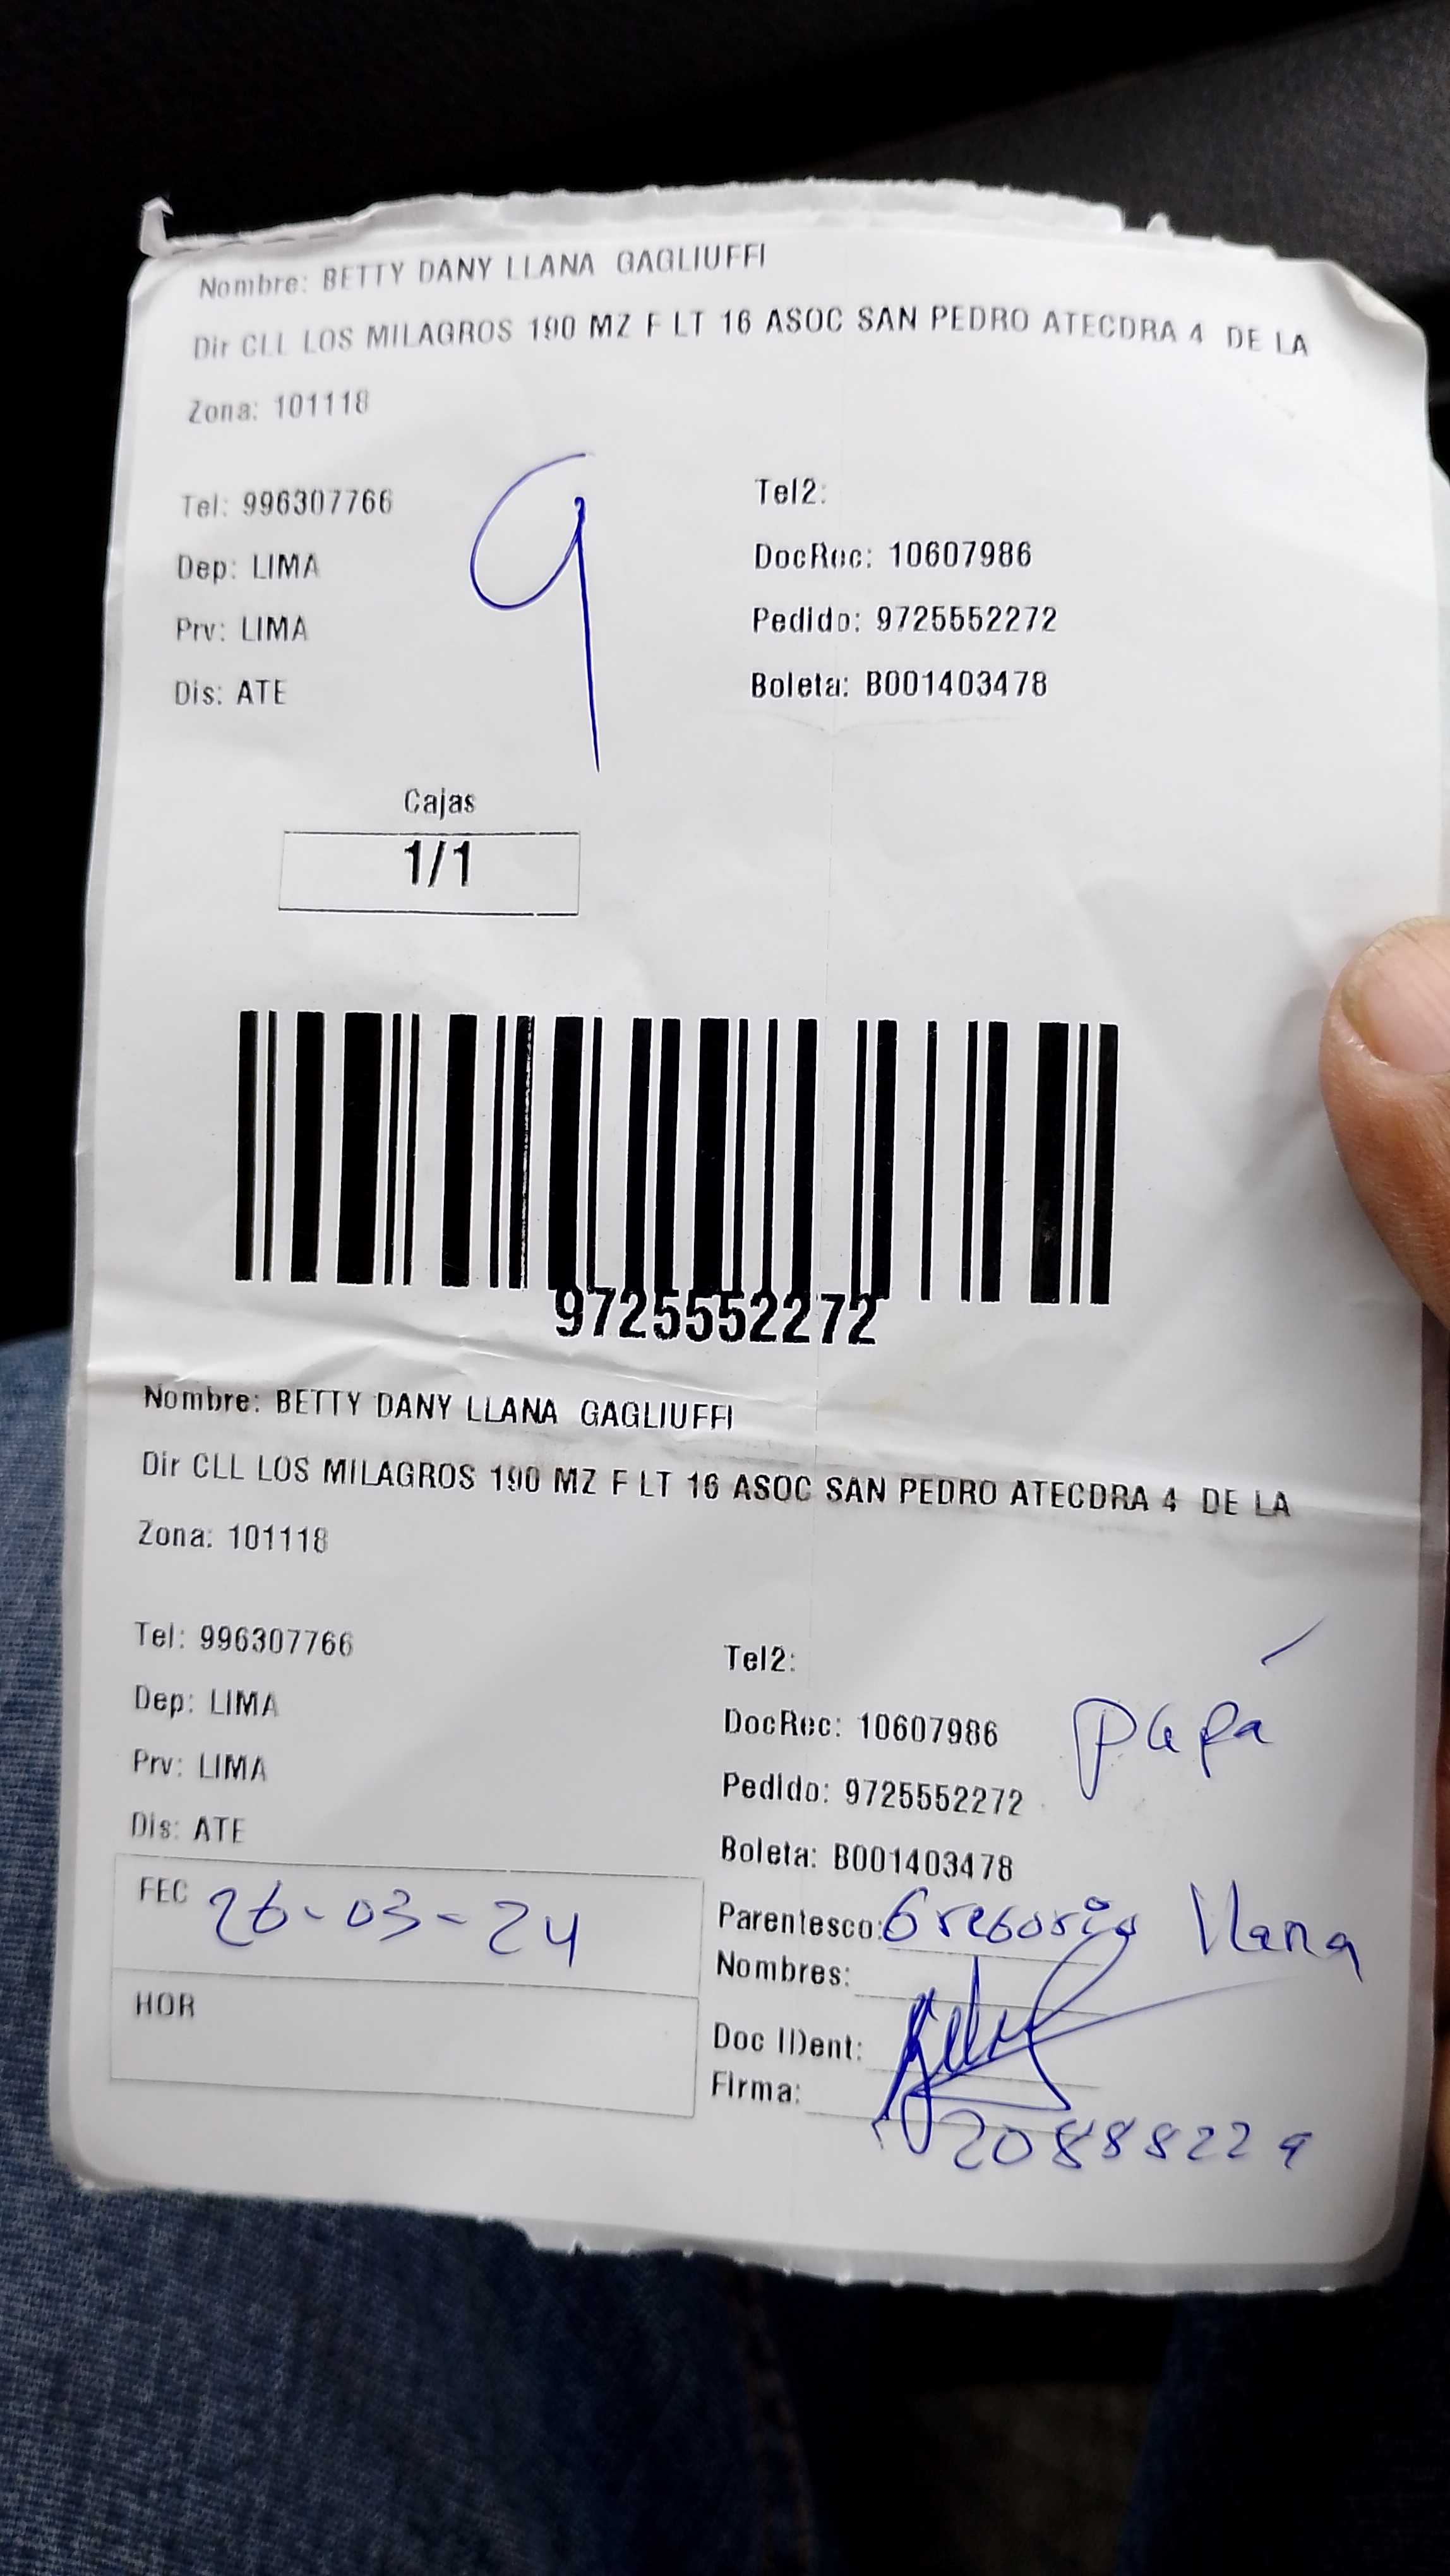 Nombre: BETTY DANY LLANA GAGLIUFFI
Dir CLL LOS MILAGROS 190 MZ F LT 16 ASOC SAN PEDRO ATECDRA 4 DE LA
Zona: 101118
9
Tel: 996307766
Tel2:
Dep: LIMA
DocRec: 10607986
Prv: LIMA
Pedido: 9725552272
Dis: ATE
Boleta: B001403478
Cajas
1/1
9725552272
Nombre: BETTY DANY LLANA GAGLIUFFI
Dir CLL LOS MILAGROS 190 MZ F LT 16 ASOC SAN PEDRO ATECDRA 4 DE LA
Zona: 101118
Tel: 996307766
Tel2:
Dep: LIMA
DocRec: 10607986
papá
Prv: LIMA
Pedido: 9725552272
Dis: ATE
Boleta: B001403478
FEC 26-03-24
Parentesco: Gregorio Llana
Nombres:
HOR
Doc IDent:
Firma:
20888229